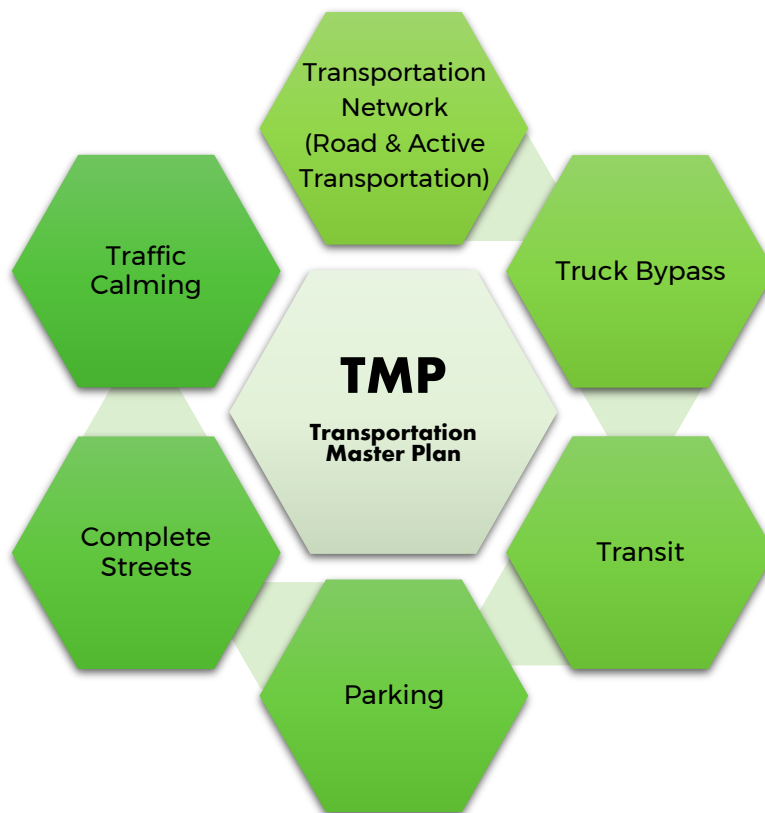 Transportation
Network
(Road & Active
Transportation)
Truck Bypass
Transit
Parking
Complete
Streets
Traffic
Calming
TMP
Transportation
Master Plan